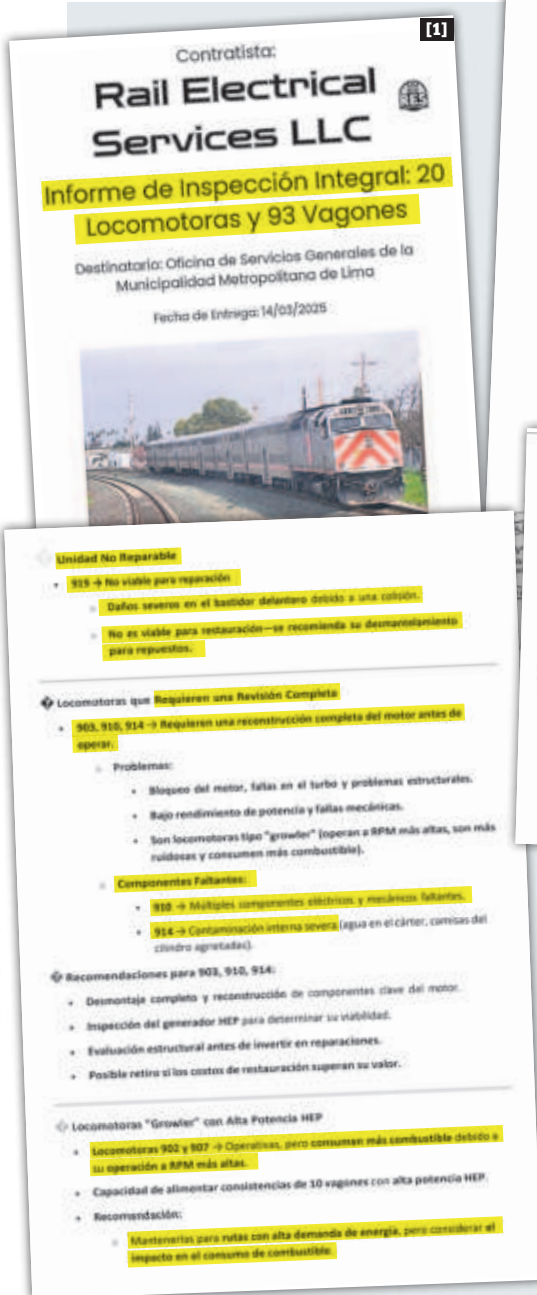 [1]
Contratista:
Rail Electrical
Services LLC
Informe de Inspección Integral: 20
Locomotoras y 93 Vagones
Destinatario: Oficina de Servicios Generales de la
Municipalidad Metropolitana de Lima
Fecha de Entrega: 14/03/2025
Unidad No Reparable
• 919 → No viable para reparación
Daños severos en el bastidor delantero debido a una colisión.
No es viable para restauración—se recomienda su desmantelamiento
para repuestos.
Locomotoras que Requieren una Revisión Completa
• 903, 910, 914 → Requieren una reconstrucción completa del motor antes de
operar.
Problemas:
• Bloqueo del motor, fallas en el turbo y problemas estructurales.
• Bajo rendimiento de potencia y fallas mecánicas.
• Son locomotoras tipo "growler" (operan a RPM más altas, son más
ruidosas y consumen más combustible).
Componentes Faltantes:
• 910 → Múltiples componentes eléctricos y mecánicos faltantes.
• 914 → Contaminación interna severa (agua en el cárter, camisas del
cilindro agrietadas).
Recomendaciones para 903, 910, 914:
• Desmontaje completo y reconstrucción de componentes clave del motor.
• Inspección del generador HEP para determinar su viabilidad.
• Evaluación estructural antes de invertir en reparaciones.
• Posible retiro si los costos de restauración superan su valor.
Locomotoras "Growler" con Alta Potencia HEP
• Locomotoras 902 y 907 → Operativas, pero consumen más combustible debido a
su operación a RPM más altas.
• Capacidad de alimentar consistencias de 10 vagones con alta potencia HEP.
• Recomendación:
Mantenerlas para rutas con alta demanda de energía, pero considerar el
impacto en el consumo de combustible.